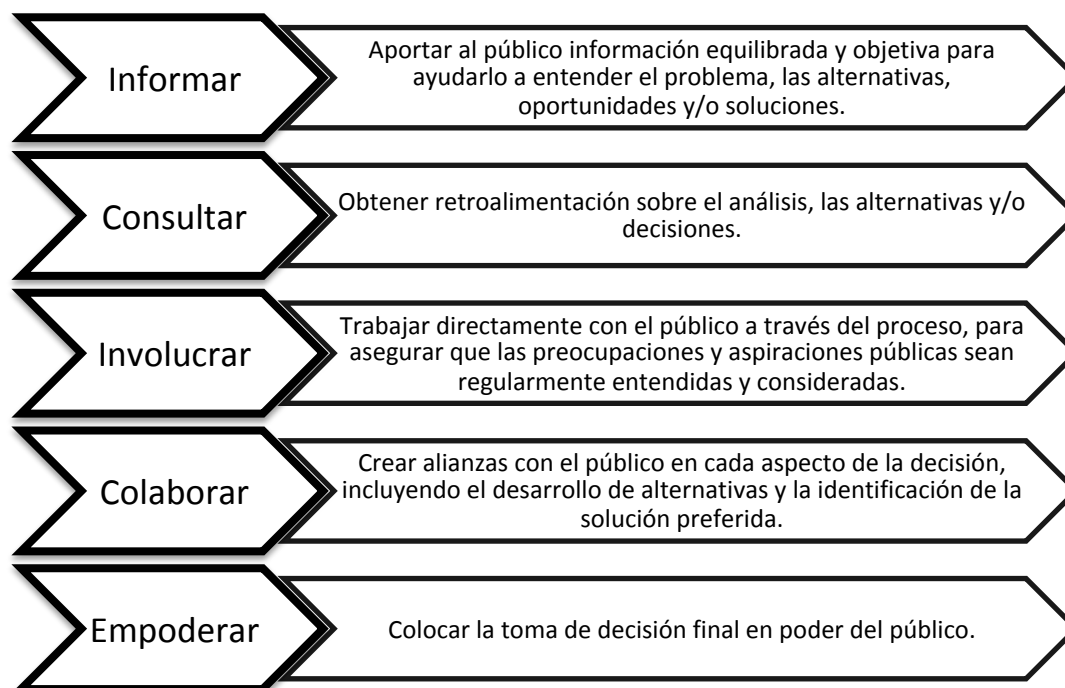 Informar
Aportar al público información equilibrada y objetiva para
ayudarlo a entender el problema, las alternativas,
oportunidades y/o soluciones.
Consultar
Obtener retroalimentación sobre el análisis, las alternativas y/o
decisiones.
Involucrar
Trabajar directamente con el público a través del proceso, para
asegurar que las preocupaciones y aspiraciones públicas sean
regularmente entendidas y consideradas.
Colaborar
Crear alianzas con el público en cada aspecto de la decisión,
incluyendo el desarrollo de alternativas y la identificación de la
solución preferida.
Empoderar
Colocar la toma de decisión final en poder del público.